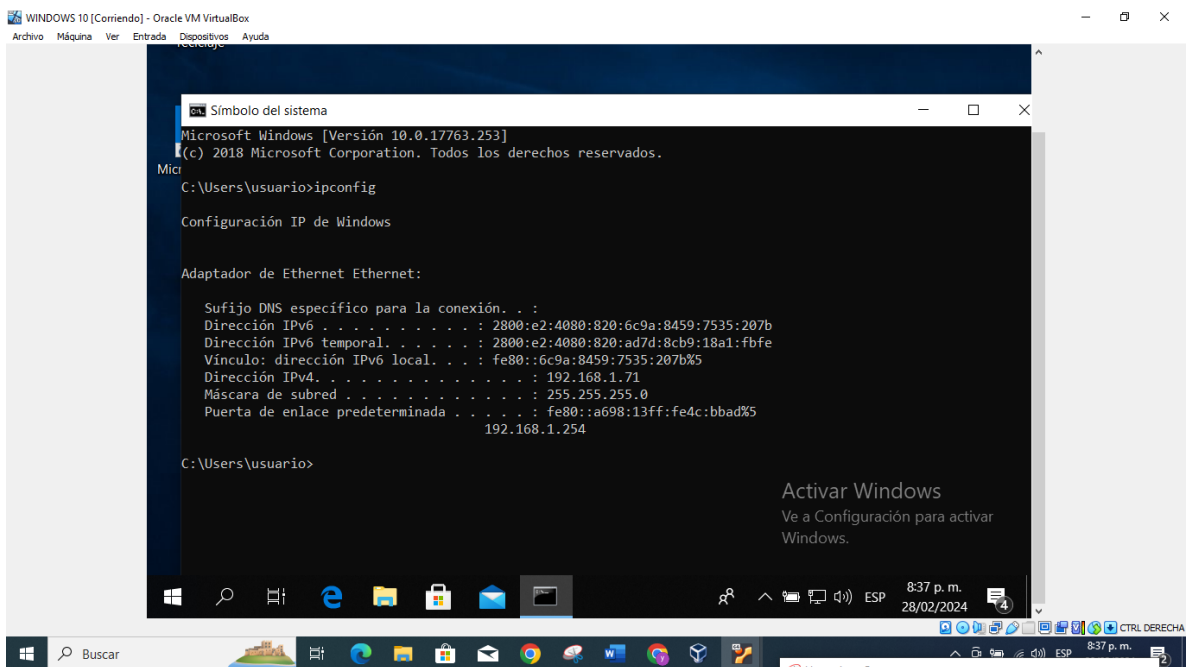 WINDOWS 10 [Corriendo] - Oracle VM VirtualBox
Archivo Máquina Ver Entrada Dispositivos Ayuda
reciclaje
Símbolo del sistema
Microsoft Windows [Versión 10.0.17763.253]
(c) 2018 Microsoft Corporation. Todos los derechos reservados.
Micr
C:\Users\usuario>ipconfig
Configuración IP de Windows
Adaptador de Ethernet Ethernet:
Sufijo DNS específico para la conexión. . :
Dirección IPv6 . . . . . . . . . . : 2800:e2:4080:820:6c9a:8459:7535:207b
Dirección IPv6 temporal. . . . . . : 2800:e2:4080:820:ad7d:8cb9:18a1:fbfe
Vínculo: dirección IPv6 local. . . : fe80::6c9a:8459:7535:207b%5
Dirección IPv4. . . . . . . . . . . . . . : 192.168.1.71
Máscara de subred . . . . . . . . . . . . : 255.255.255.0
Puerta de enlace predeterminada . . . . . : fe80::a698:13ff:fe4c:bbad%5
192.168.1.254
C:\Users\usuario>
Activar Windows
Ve a Configuración para activar
Windows.
ESP
8:37 p. m.
28/02/2024
4
CTRL DERECHA
Buscar
ESP
8:37 p. m.
2